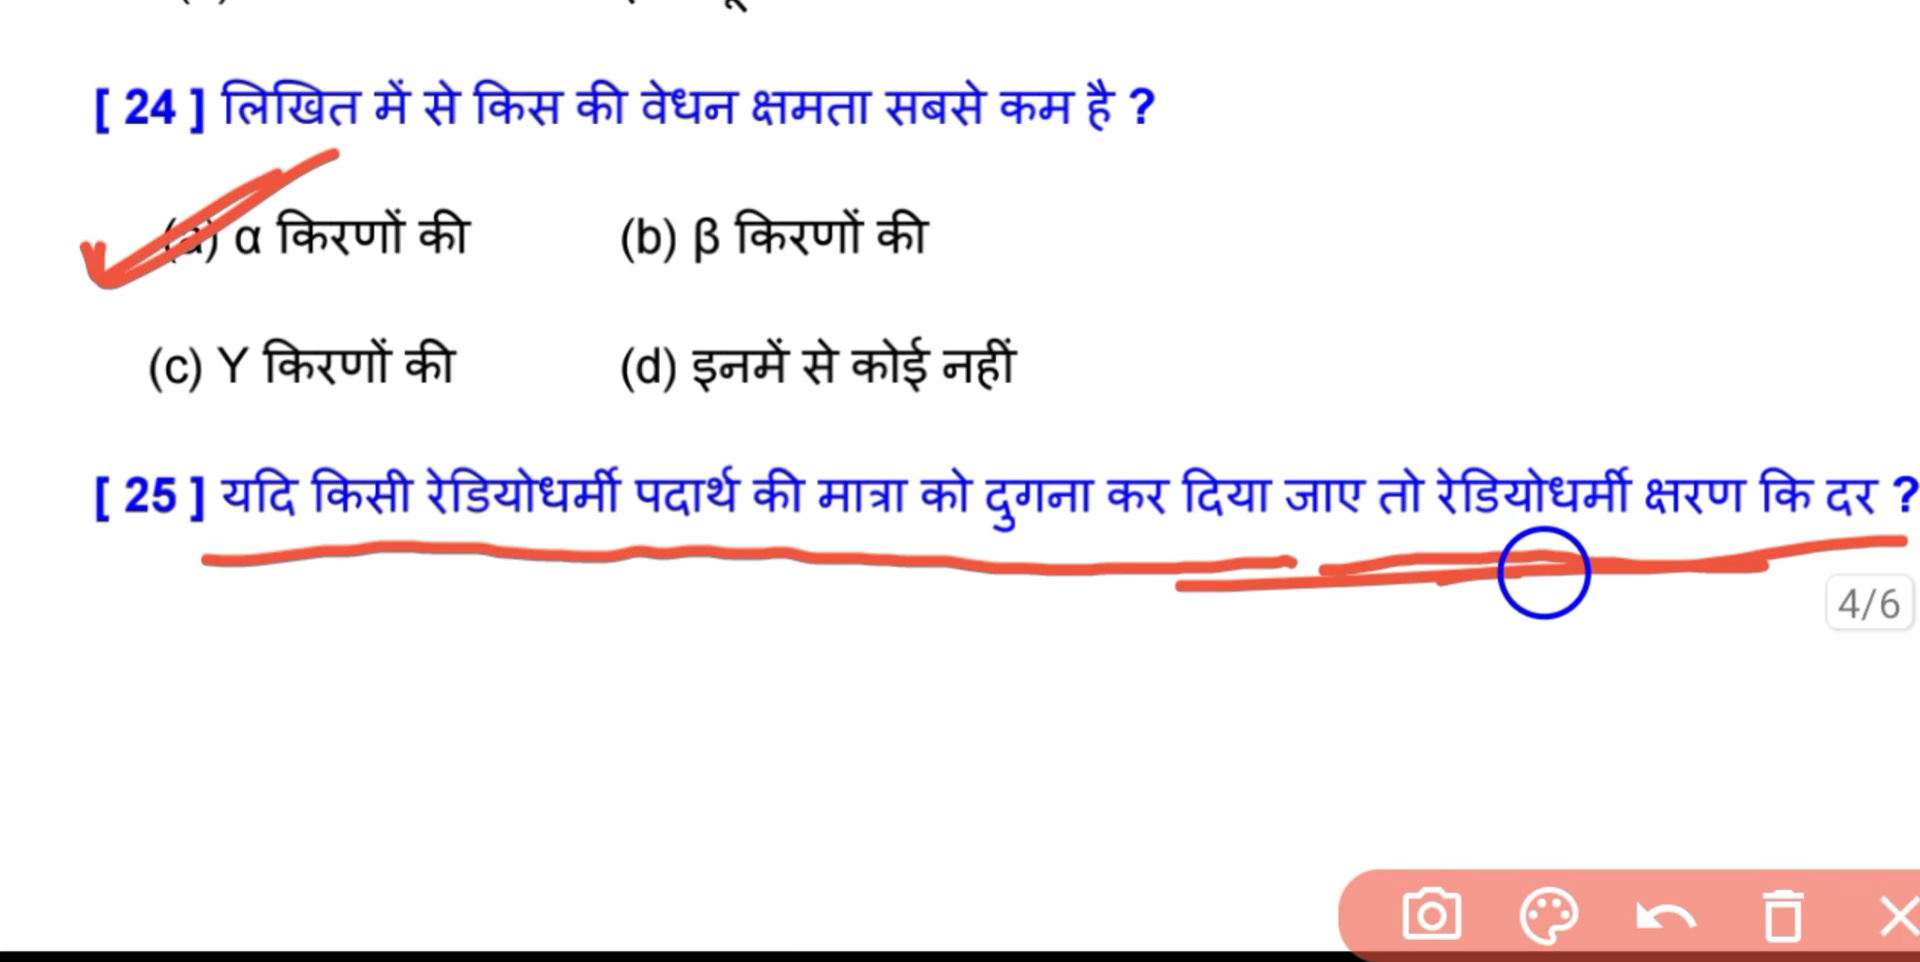 [ 24 ] लिखित में से किस की वेधन क्षमता सबसे कम है ?
(a) α किरणों की (b) β किरणों की
(c) Y किरणों की (d) इनमें से कोई नहीं
[ 25 ] यदि किसी रेडियोधर्मी पदार्थ की मात्रा को दुगना कर दिया जाए तो रेडियोधर्मी क्षरण कि दर ?
4/6